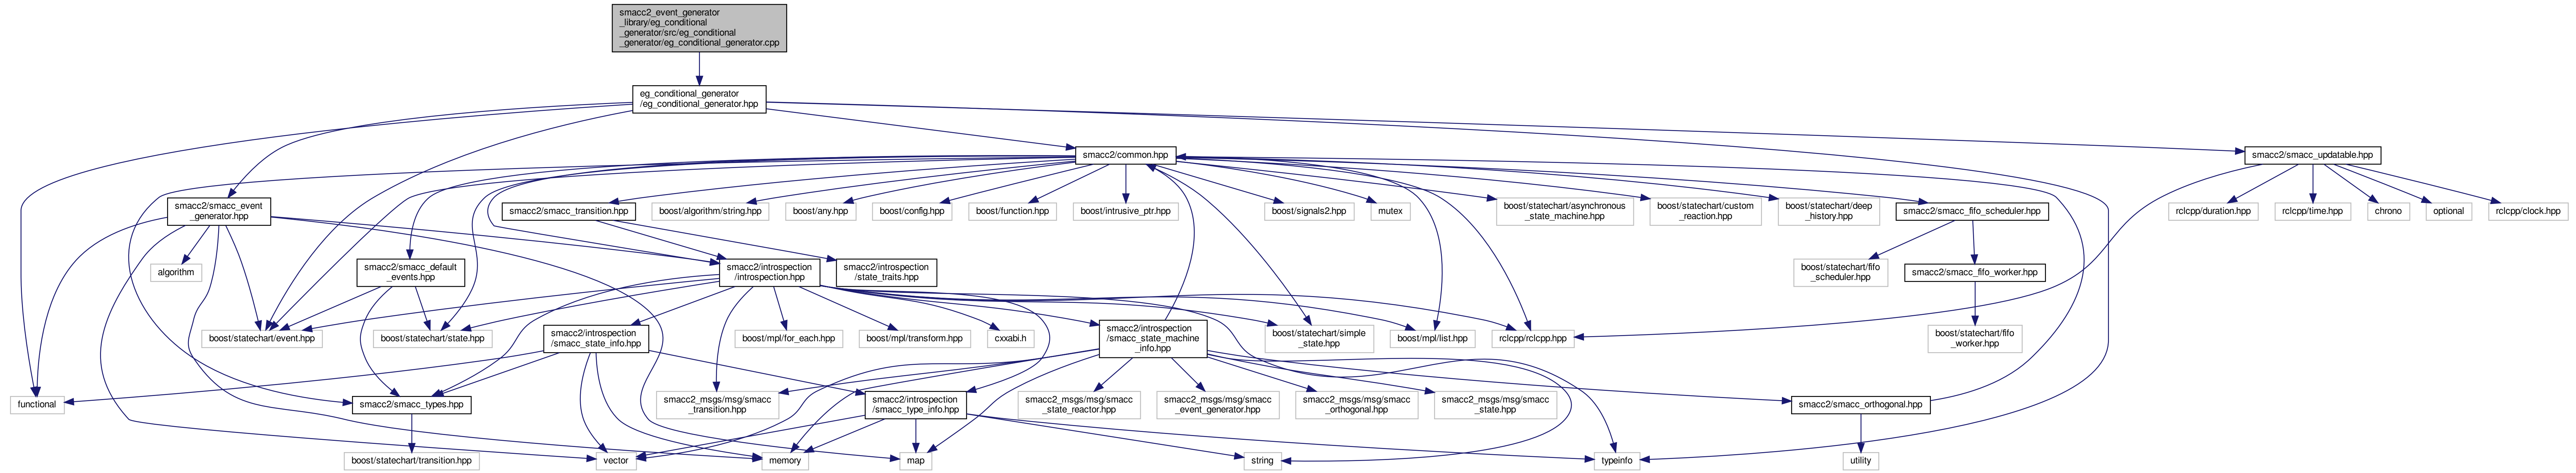 smacc2_event_generator
_library/eg_conditional
_generator/src/eg_conditional
_generator/eg_conditional_generator.cpp
eg_conditional_generator
/eg_conditional_generator.hpp
smacc2/common.hpp
smacc2/smacc_updatable.hpp
smacc2/smacc_event
_generator.hpp
smacc2/smacc_transition.hpp
boost/algorithm/string.hpp
boost/any.hpp
boost/config.hpp
boost/function.hpp
boost/intrusive_ptr.hpp
boost/signals2.hpp
mutex
boost/statechart/asynchronous
_state_machine.hpp
boost/statechart/custom
_reaction.hpp
boost/statechart/deep
_history.hpp
smacc2/smacc_fifo_scheduler.hpp
rclcpp/duration.hpp
rclcpp/time.hpp
chrono
optional
rclcpp/clock.hpp
algorithm
smacc2/smacc_default
_events.hpp
smacc2/introspection
/introspection.hpp
smacc2/introspection
/state_traits.hpp
boost/statechart/fifo
_scheduler.hpp
smacc2/smacc_fifo_worker.hpp
boost/statechart/event.hpp
boost/statechart/state.hpp
smacc2/introspection
/smacc_state_info.hpp
boost/mpl/for_each.hpp
boost/mpl/transform.hpp
cxxabi.h
smacc2/introspection
/smacc_state_machine
_info.hpp
boost/statechart/simple
_state.hpp
boost/mpl/list.hpp
rclcpp/rclcpp.hpp
boost/statechart/fifo
_worker.hpp
functional
smacc2/smacc_types.hpp
smacc2_msgs/msg/smacc
_transition.hpp
smacc2/introspection
/smacc_type_info.hpp
smacc2_msgs/msg/smacc
_state_reactor.hpp
smacc2_msgs/msg/smacc
_event_generator.hpp
smacc2_msgs/msg/smacc
_orthogonal.hpp
smacc2_msgs/msg/smacc
_state.hpp
smacc2/smacc_orthogonal.hpp
boost/statechart/transition.hpp
vector
memory
map
string
typeinfo
utility